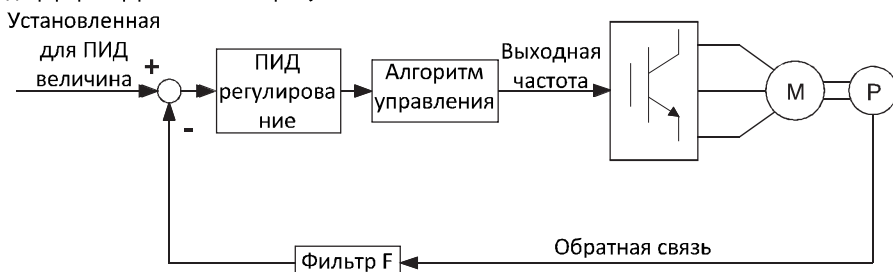 Установленная
для ПИД
величина
+
-
ПИД
регулирова
ние
Алгоритм
управления
Выходная
частота
M
P
Обратная связь
Фильтр F